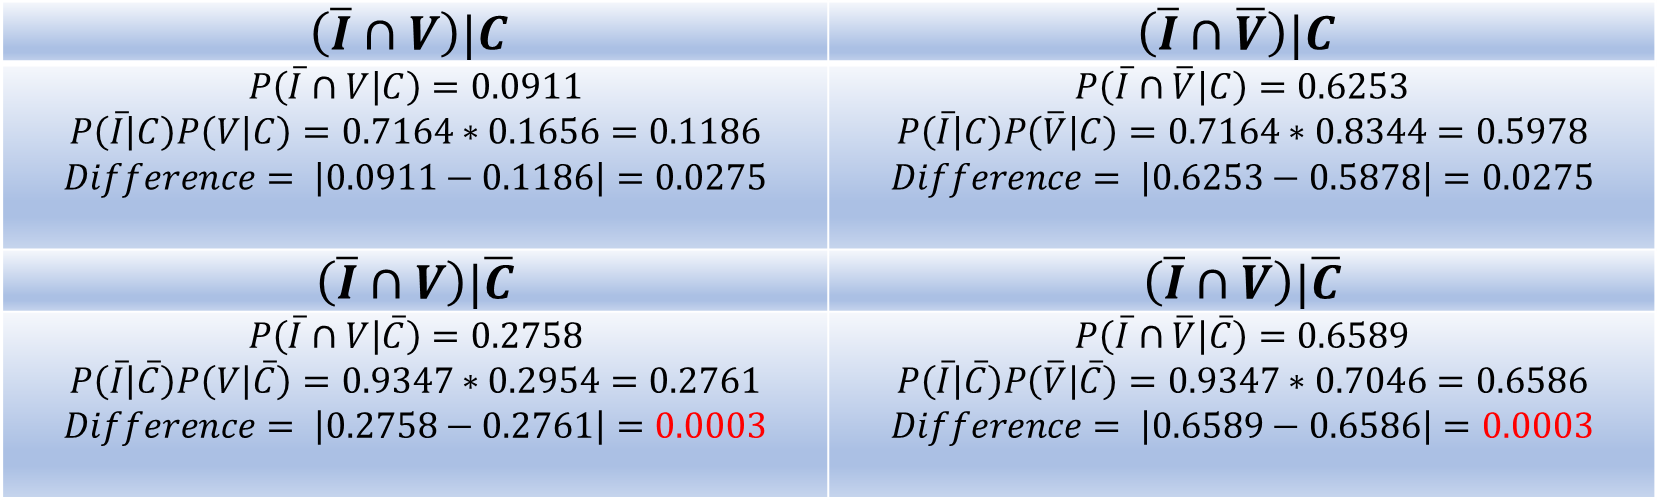 (I̅ ∩ V)|C
P(I̅ ∩ V|C) = 0.0911
P(I̅|C)P(V|C) = 0.7164 ∗ 0.1656 = 0.1186
Difference = |0.0911 − 0.1186| = 0.0275
(I̅ ∩ V̅)|C
P(I̅ ∩ V̅|C) = 0.6253
P(I̅|C)P(V̅|C) = 0.7164 ∗ 0.8344 = 0.5978
Difference = |0.6253 − 0.5878| = 0.0275
(I̅ ∩ V)|C̅
P(I̅ ∩ V|C̅) = 0.2758
P(I̅|C̅)P(V|C̅) = 0.9347 ∗ 0.2954 = 0.2761
Difference = |0.2758 − 0.2761| = 0.0003
(I̅ ∩ V̅)|C̅
P(I̅ ∩ V̅|C̅) = 0.6589
P(I̅|C̅)P(V̅|C̅) = 0.9347 ∗ 0.7046 = 0.6586
Difference = |0.6589 − 0.6586| = 0.0003